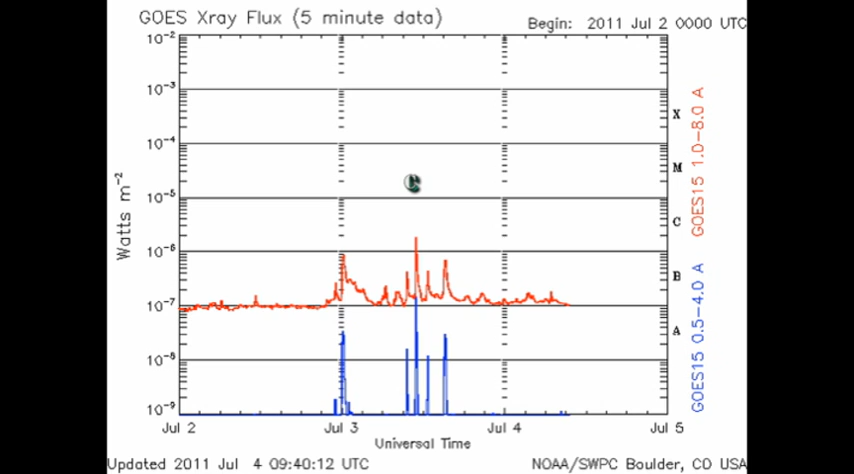 GOES Xray Flux (5 minute data)
Begin: 2011 Jul 2 0000 UTC
10-2
10-3
10-4
10-5
10-6
10-7
10-8
10-9
Watts m-2
C
X
M
C
B
A
GOES15 1.0-8.0 A
GOES15 0.5-4.0 A
Jul 2
Jul 3
Jul 4
Jul 5
Universal Time
Updated 2011 Jul 4 09:40:12 UTC
NOAA/SWPC Boulder, CO USA